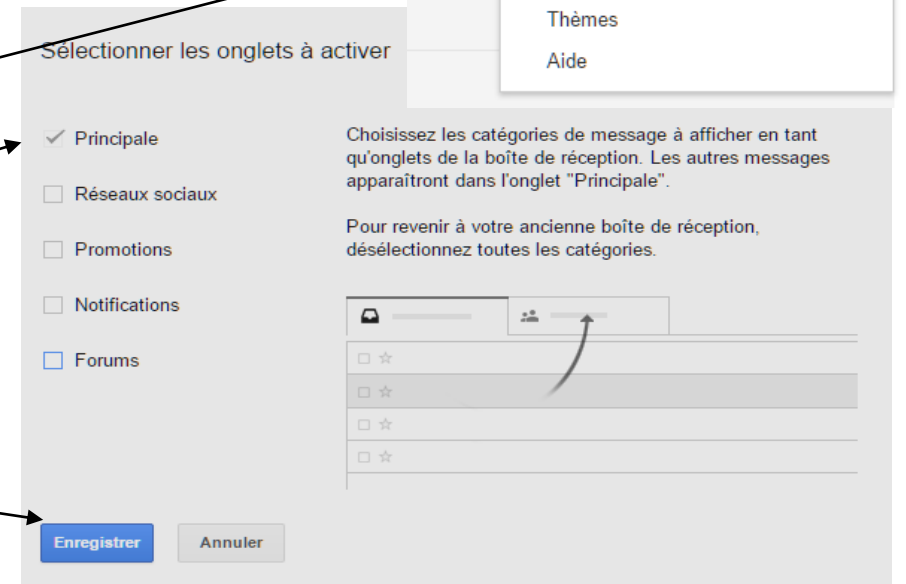 Thèmes
Aide
Sélectionner les onglets à activer
Principale
Réseaux sociaux
Promotions
Notifications
Forums
Choisissez les catégories de message à afficher en tant
qu'onglets de la boîte de réception. Les autres messages
apparaîtront dans l'onglet "Principale".
Pour revenir à votre ancienne boîte de réception,
désélectionnez toutes les catégories.
Enregistrer
Annuler